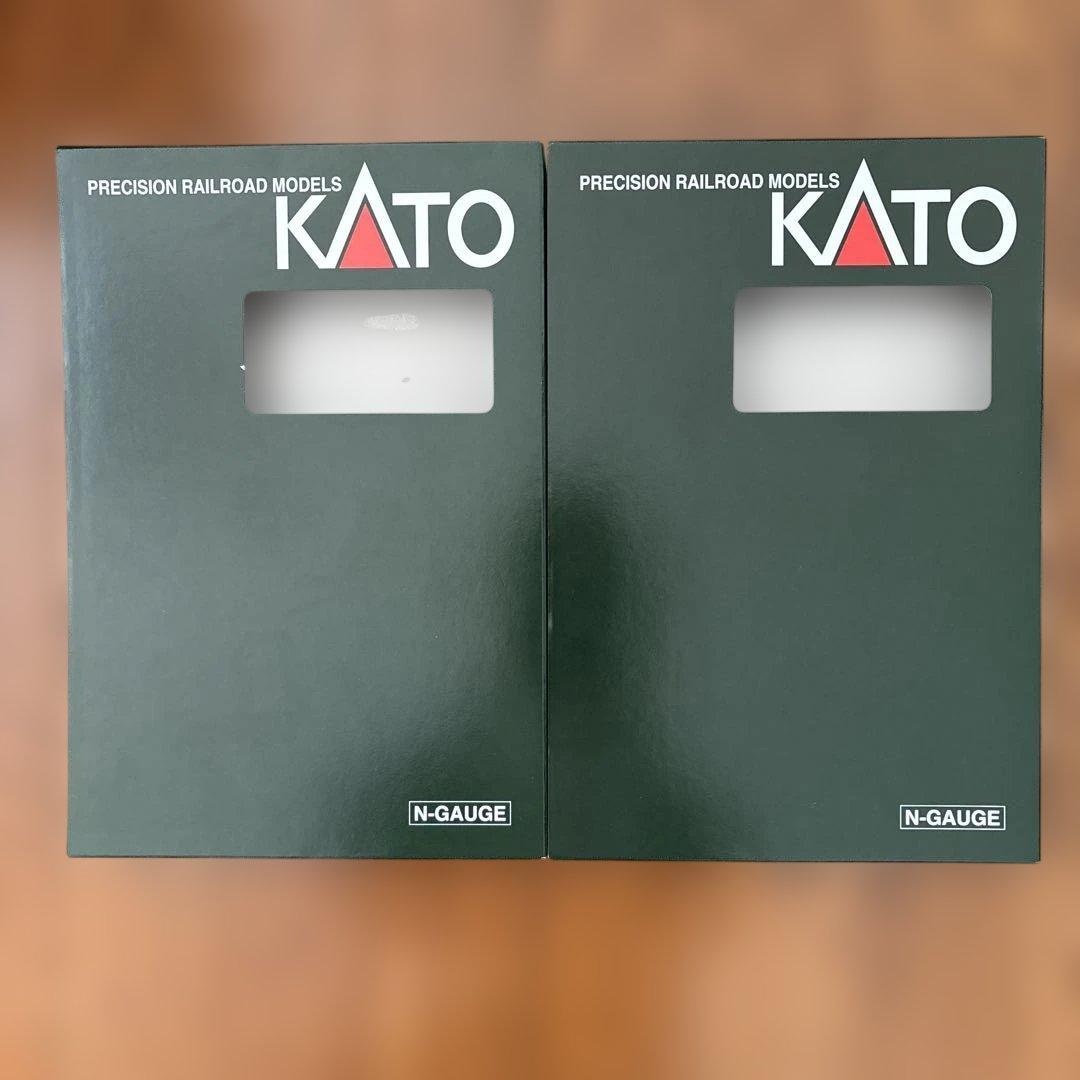 PRECISION RAILROAD MODELS
KATO
N-GAUGE
PRECISION RAILROAD MODELS
KATO
N-GAUGE